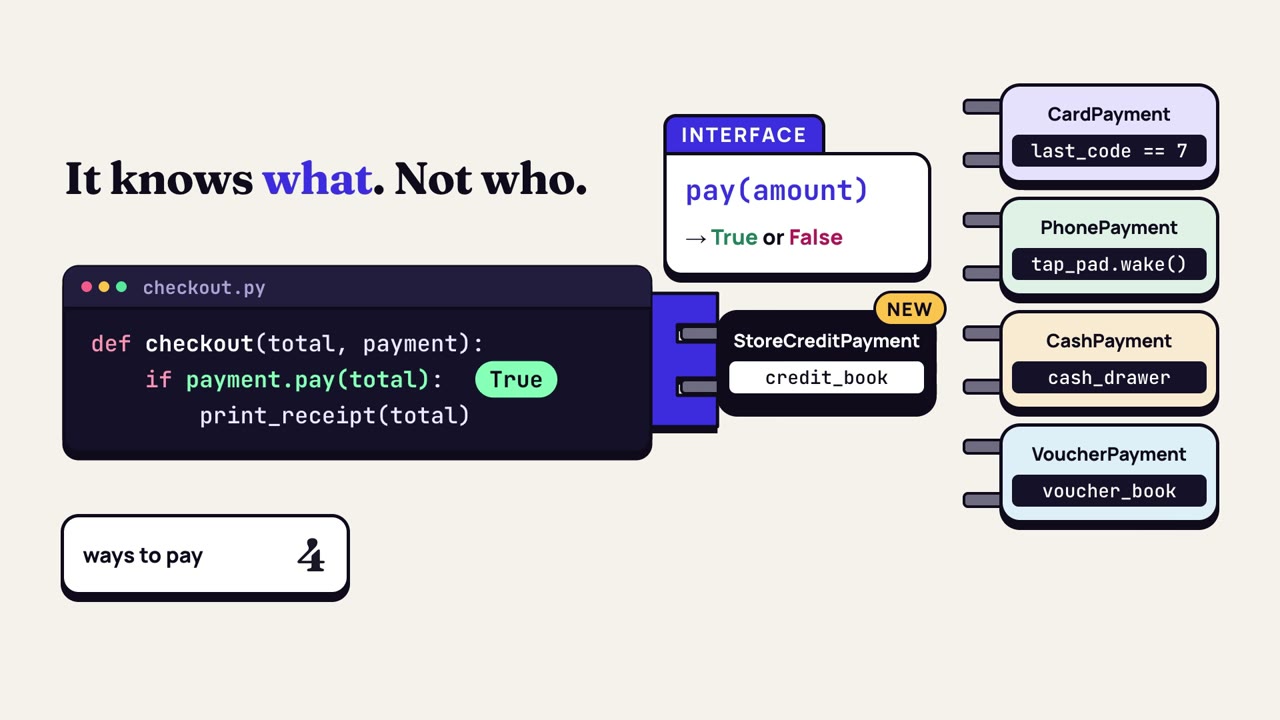 It knows what. Not who.
INTERFACE
pay(amount)
→ True or False
checkout.py
def checkout(total, payment):
if payment.pay(total): True
print_receipt(total)
NEW
StoreCreditPayment
credit_book
CardPayment
last_code == 7
PhonePayment
tap_pad.wake()
CashPayment
cash_drawer
VoucherPayment
voucher_book
ways to pay 4